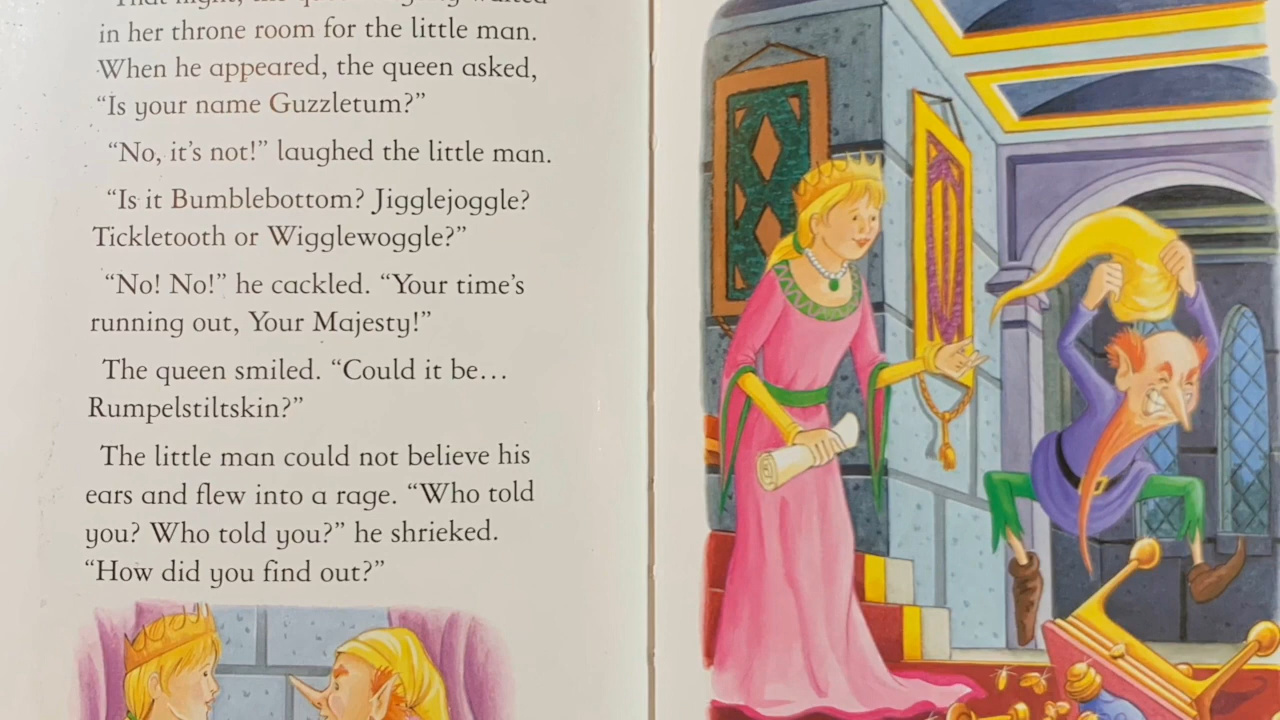 in her throne room for the little man.
When he appeared, the queen asked,
“Is your name Guzzletum?”
“No, it’s not!” laughed the little man.
“Is it Bumblebottom? Jigglejoggle?
Tickletooth or Wigglewoggle?”
“No! No!” he cackled. “Your time’s
running out, Your Majesty!”
The queen smiled. “Could it be...
Rumpelstiltskin?”
The little man could not believe his
ears and flew into a rage. “Who told
you? Who told you?” he shrieked.
“How did you find out?”